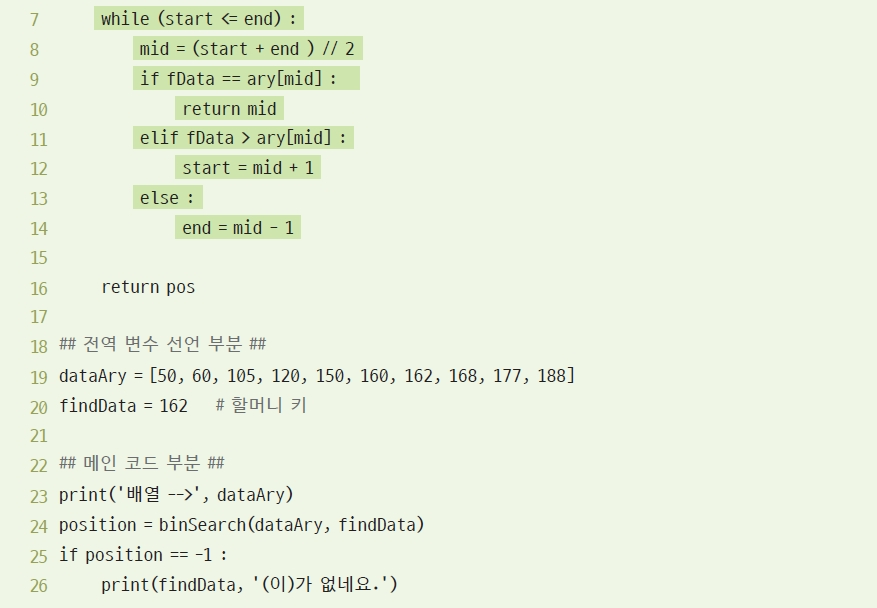 7 while (start <= end) :
8 mid = (start + end ) // 2
9 if fData == ary[mid] :
10 return mid
11 elif fData > ary[mid] :
12 start = mid + 1
13 else :
14 end = mid - 1
15
16 return pos
17
18 ## 전역 변수 선언 부분 ##
19 dataAry = [50, 60, 105, 120, 150, 160, 162, 168, 177, 188]
20 findData = 162 # 할머니 키
21
22 ## 메인 코드 부분 ##
23 print('배열 -->', dataAry)
24 position = binSearch(dataAry, findData)
25 if position == -1 :
26 print(findData, '(이)가 없네요.')